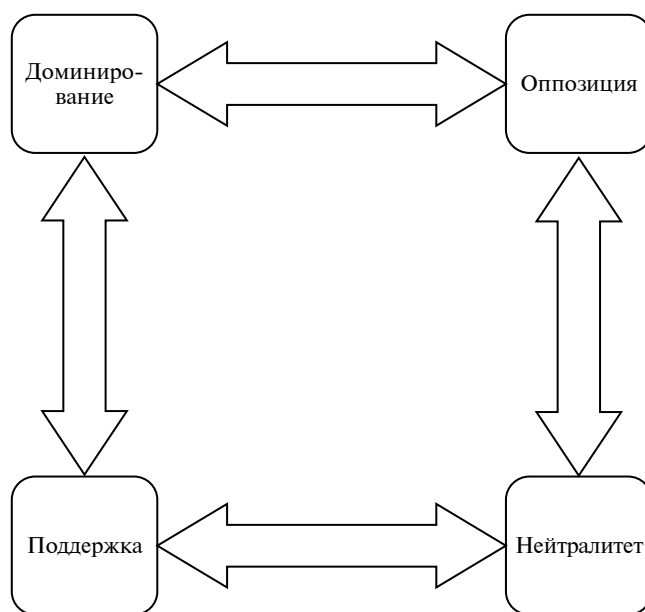 Доминиро-
вание
Оппозиция
Поддержка
Нейтралитет